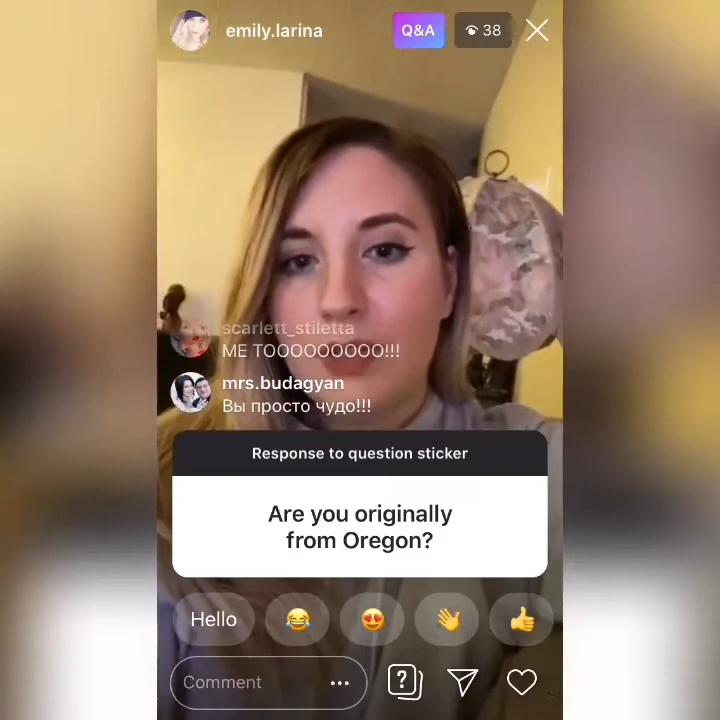 emily.larina
Q&A
38
scarlett_stiletta
ME TOOOOOOOOO!!!
mrs.budagyan
Вы просто чудо!!!
Response to question sticker
Are you originally
from Oregon?
Hello
Comment